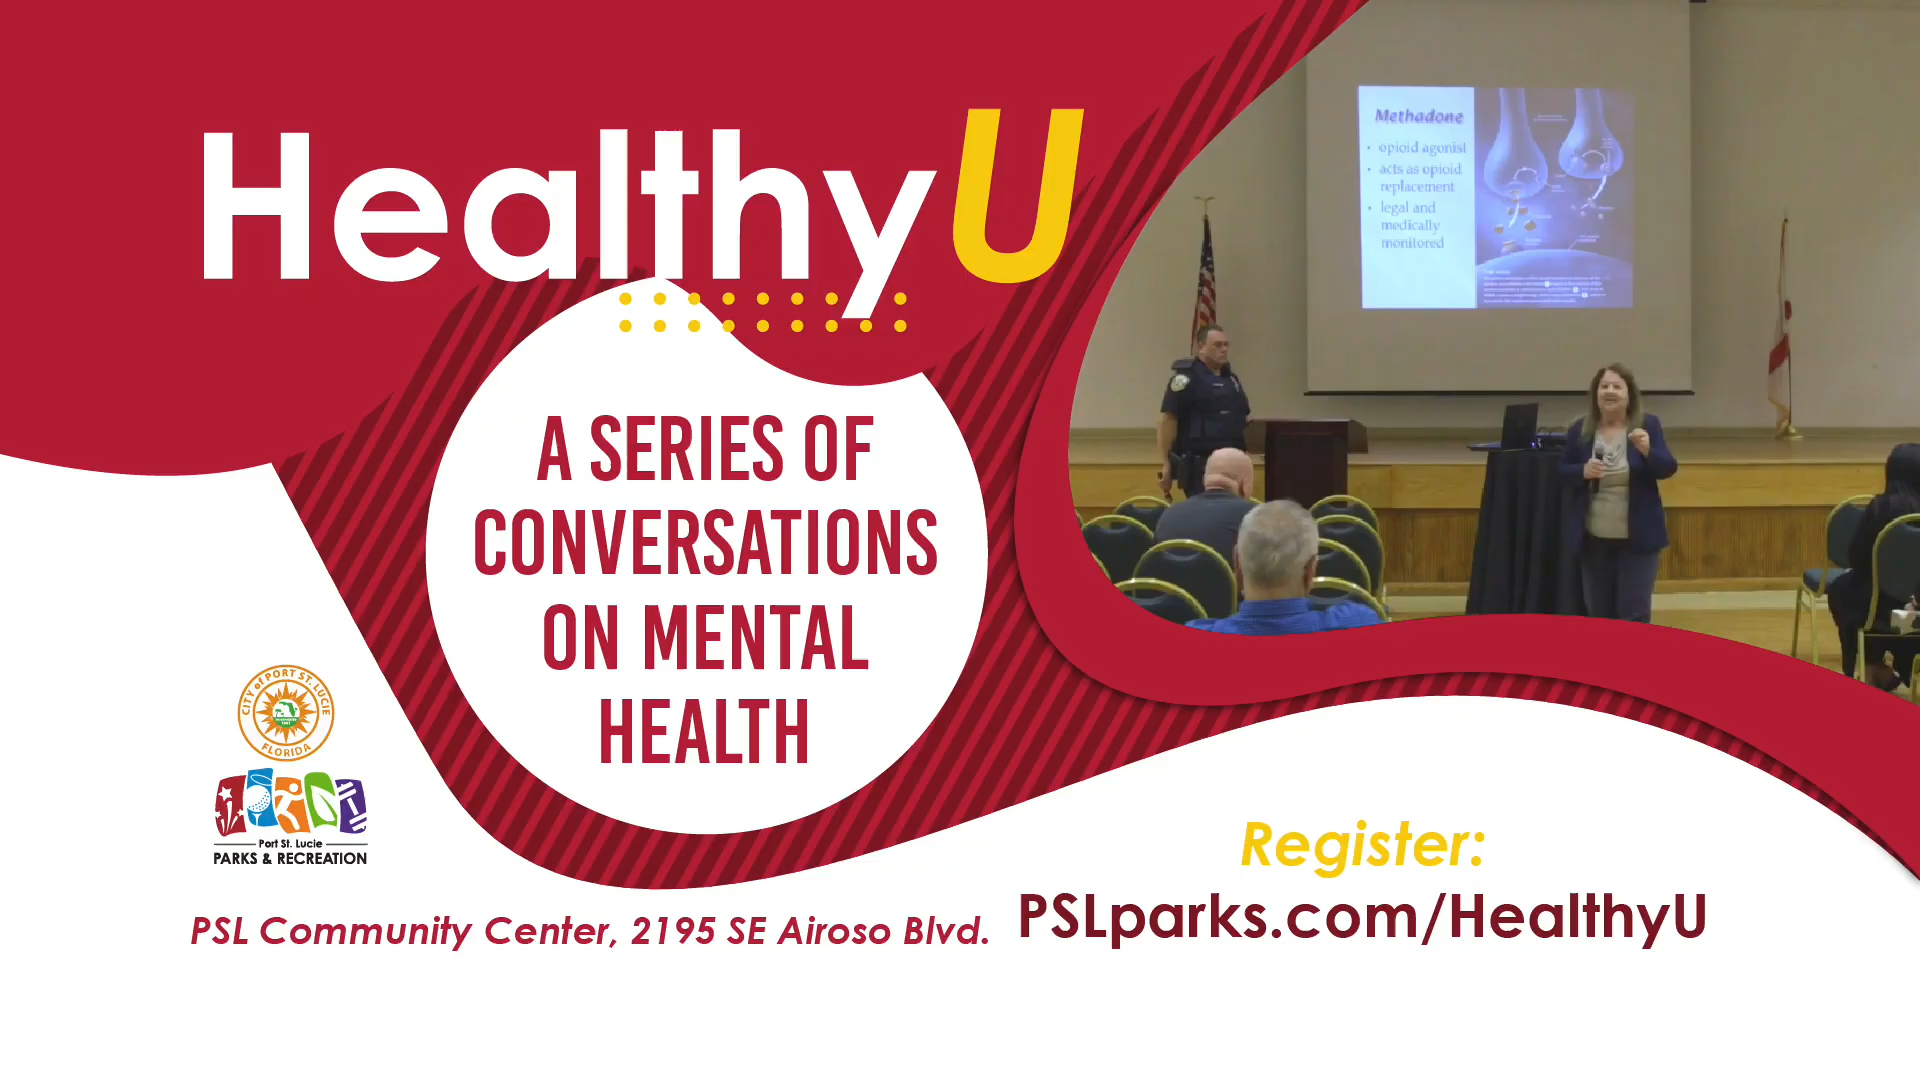 HealthyU
A SERIES OF
CONVERSATIONS
ON MENTAL
HEALTH
Methadone
• opioid agonist
• acts as opioid
replacement
• legal and
medically
monitored
CITY of PORT ST. LUCIE
FLORIDA
Port St. Lucie
PARKS & RECREATION
PSL Community Center, 2195 SE Airoso Blvd.
Register:
PSLparks.com/HealthyU